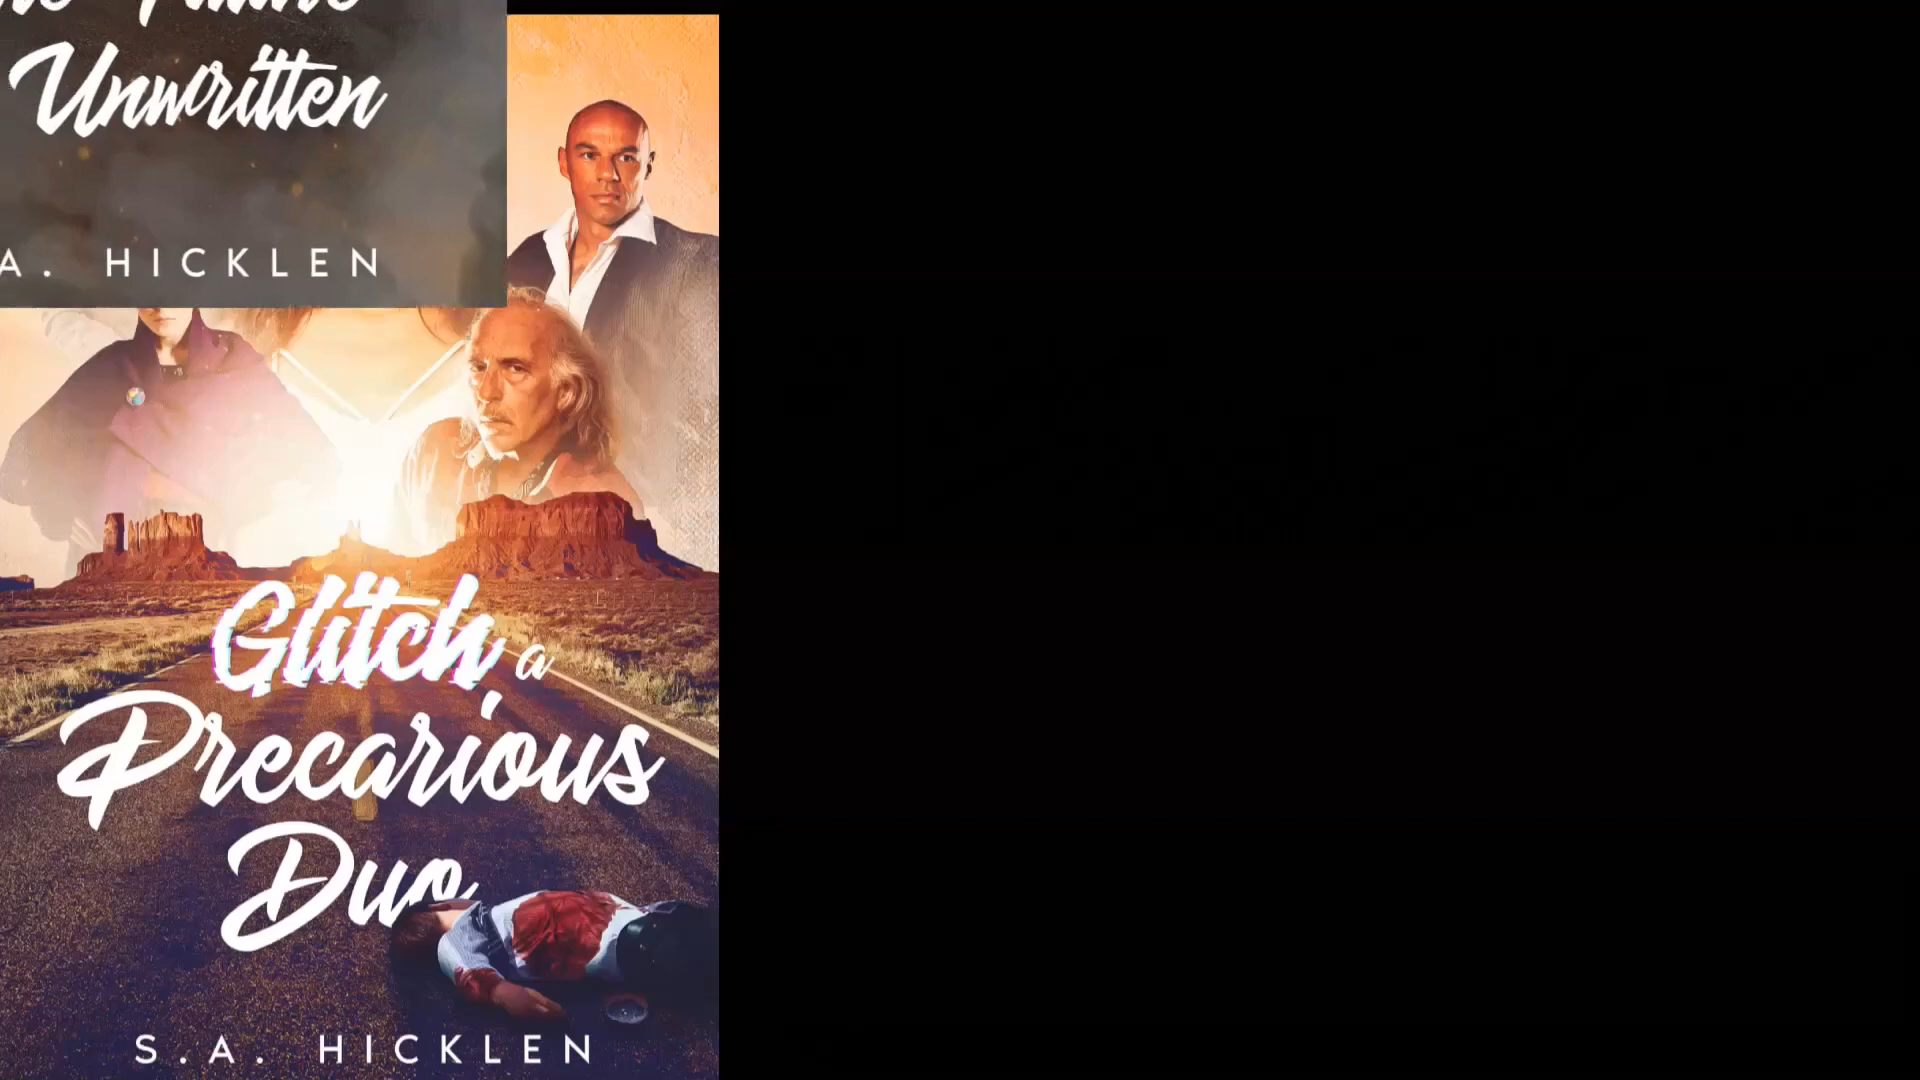 Unwritten
A. HICKLEN
Glitch, a
Precarious
Duo
S.A. HICKLEN